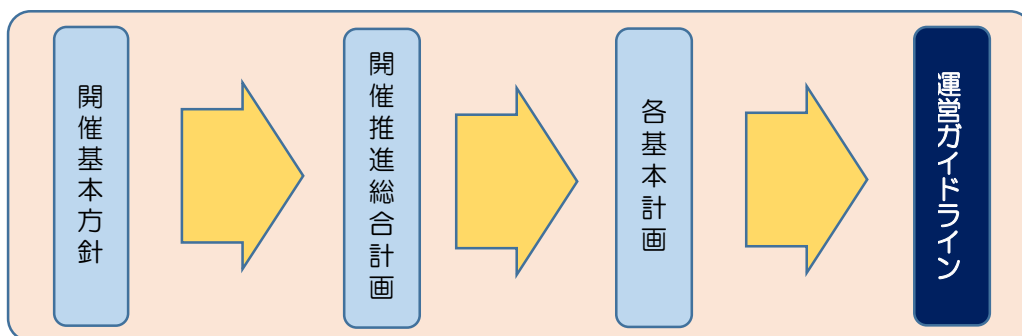 開催基本方針
開催推進総合計画
各基本計画
運営ガイドライン